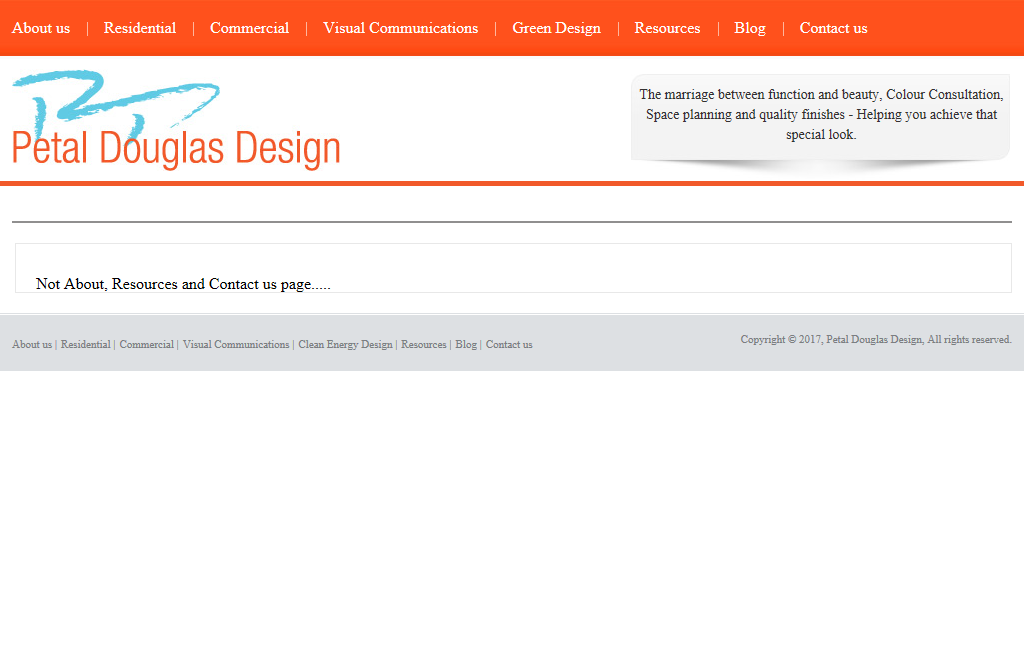 About us | Residential | Commercial | Visual Communications | Green Design | Resources | Blog | Contact us
Petal Douglas Design
The marriage between function and beauty, Colour Consultation,
Space planning and quality finishes - Helping you achieve that
special look.
Not About, Resources and Contact us page.....
About us | Residential | Commercial | Visual Communications | Clean Energy Design | Resources | Blog | Contact us
Copyright © 2017, Petal Douglas Design, All rights reserved.